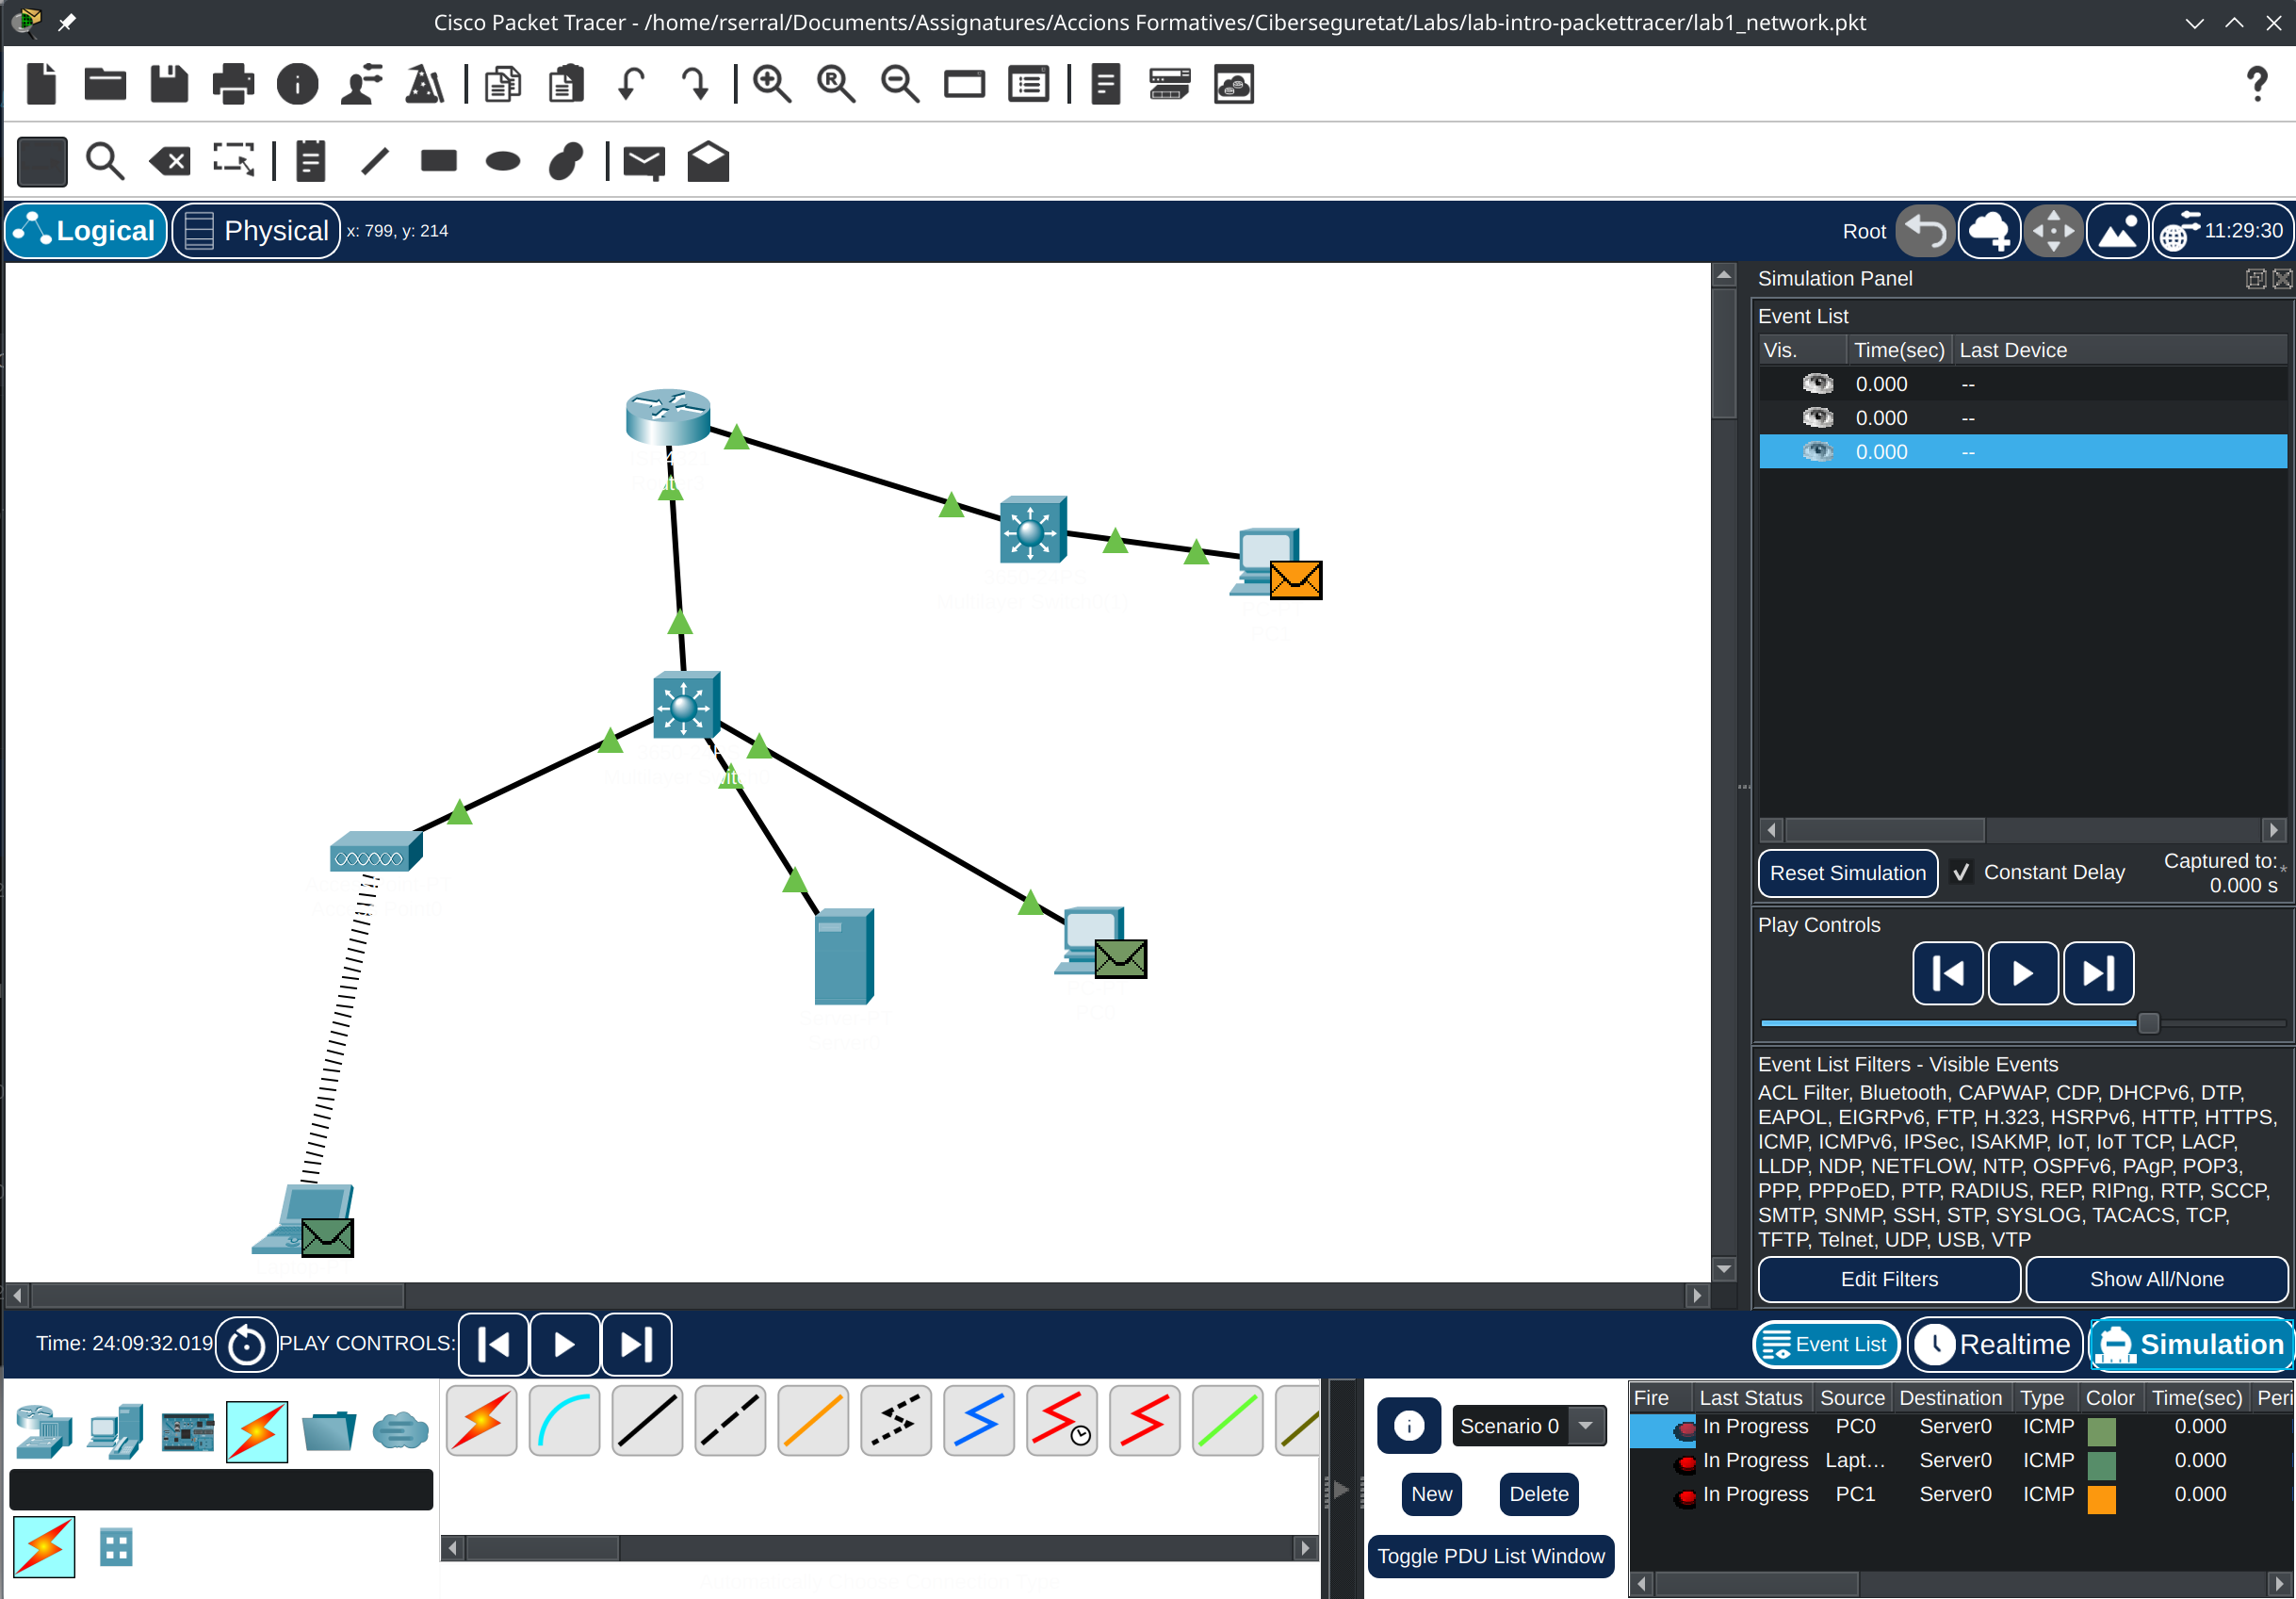 Cisco Packet Tracer - /home/rserral/Documents/Assignatures/Accions Formatives/Ciberseguretat/Labs/lab-intro-packettracer/lab1_network.pkt
Logical
Physical
x: 799, y: 214
Root
11:29:30
Simulation Panel
Event List
Vis. Time(sec) Last Device
0.000 --
0.000 --
0.000 --
Reset Simulation
Constant Delay
Captured to:
0.000 s
*
Play Controls
Event List Filters - Visible Events
ACL Filter, Bluetooth, CAPWAP, CDP, DHCPv6, DTP,
EAPOL, EIGRPv6, FTP, H.323, HSRPv6, HTTP, HTTPS,
ICMP, ICMPv6, IPSec, ISAKMP, IoT, IoT TCP, LACP,
LLDP, NDP, NETFLOW, NTP, OSPFv6, PAgP, POP3,
PPP, PPPoED, PTP, RADIUS, REP, RIPng, RTP, SCCP,
SMTP, SNMP, SSH, STP, SYSLOG, TACACS, TCP,
TFTP, Telnet, UDP, USB, VTP
Edit Filters
Show All/None
Time: 24:09:32.019
PLAY CONTROLS:
Event List
Realtime
Simulation
Scenario 0
New
Delete
Toggle PDU List Window
Fire Last Status Source Destination Type Color Time(sec) Peri
In Progress PC0 Server0 ICMP 0.000
In Progress Lapt... Server0 ICMP 0.000
In Progress PC1 Server0 ICMP 0.000